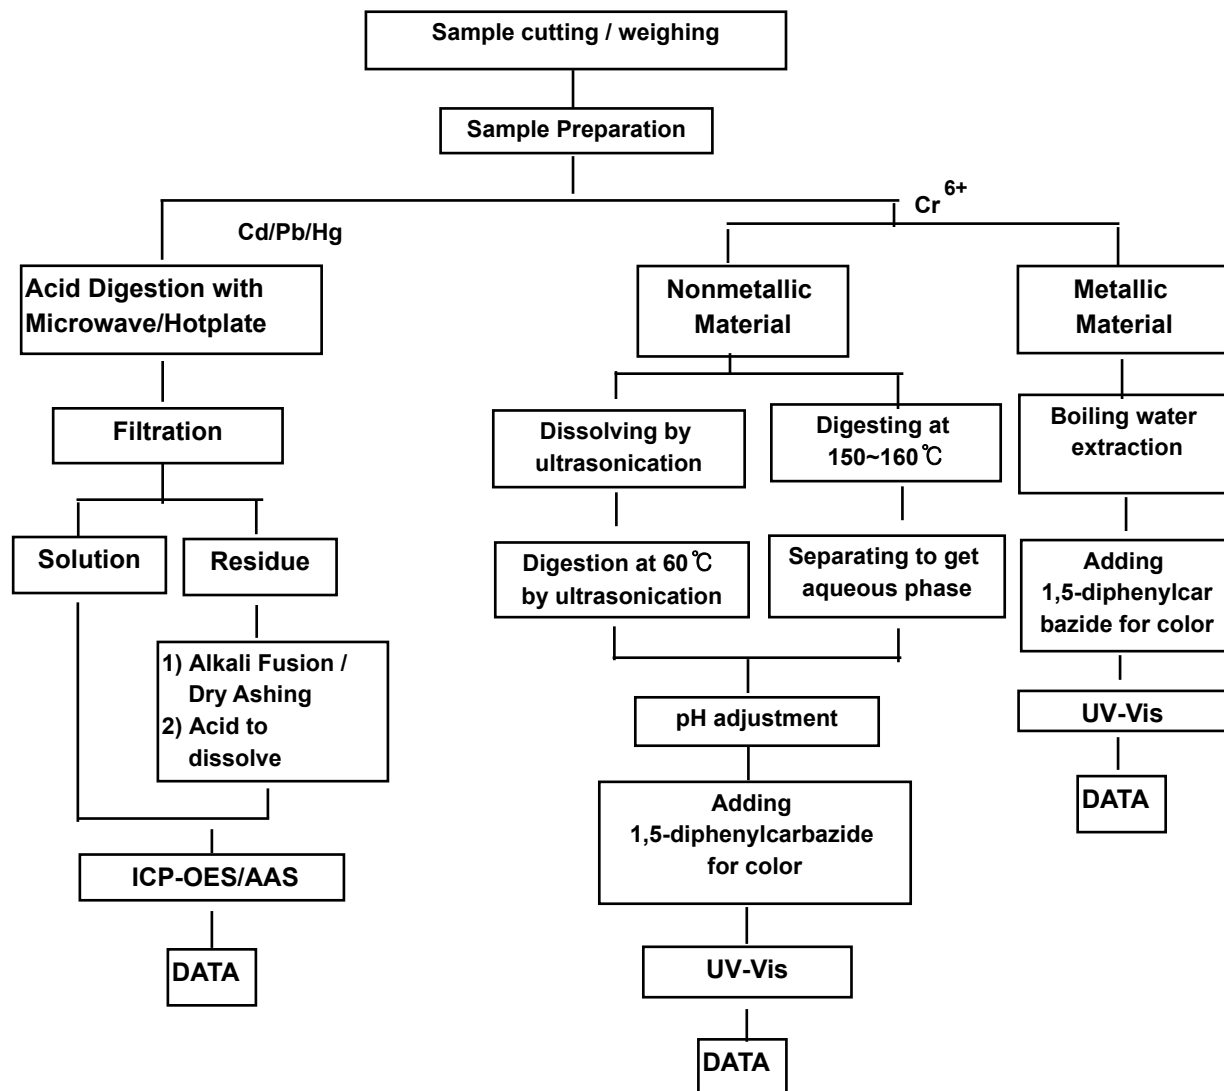 Sample cutting / weighing
Sample Preparation
Cr 6+
Cd/Pb/Hg
Acid Digestion with
Microwave/Hotplate
Filtration
Solution
Residue
1) Alkali Fusion /
Dry Ashing
2) Acid to
dissolve
ICP-OES/AAS
DATA
Nonmetallic
Material
Dissolving by
ultrasonication
Digestion at 60℃
by ultrasonication
Digesting at
150~160℃
Separating to get
aqueous phase
pH adjustment
Adding
1,5-diphenylcarbazide
for color
UV-Vis
DATA
Metallic
Material
Boiling water
extraction
Adding
1,5-diphenylcar
bazide for color
UV-Vis
DATA